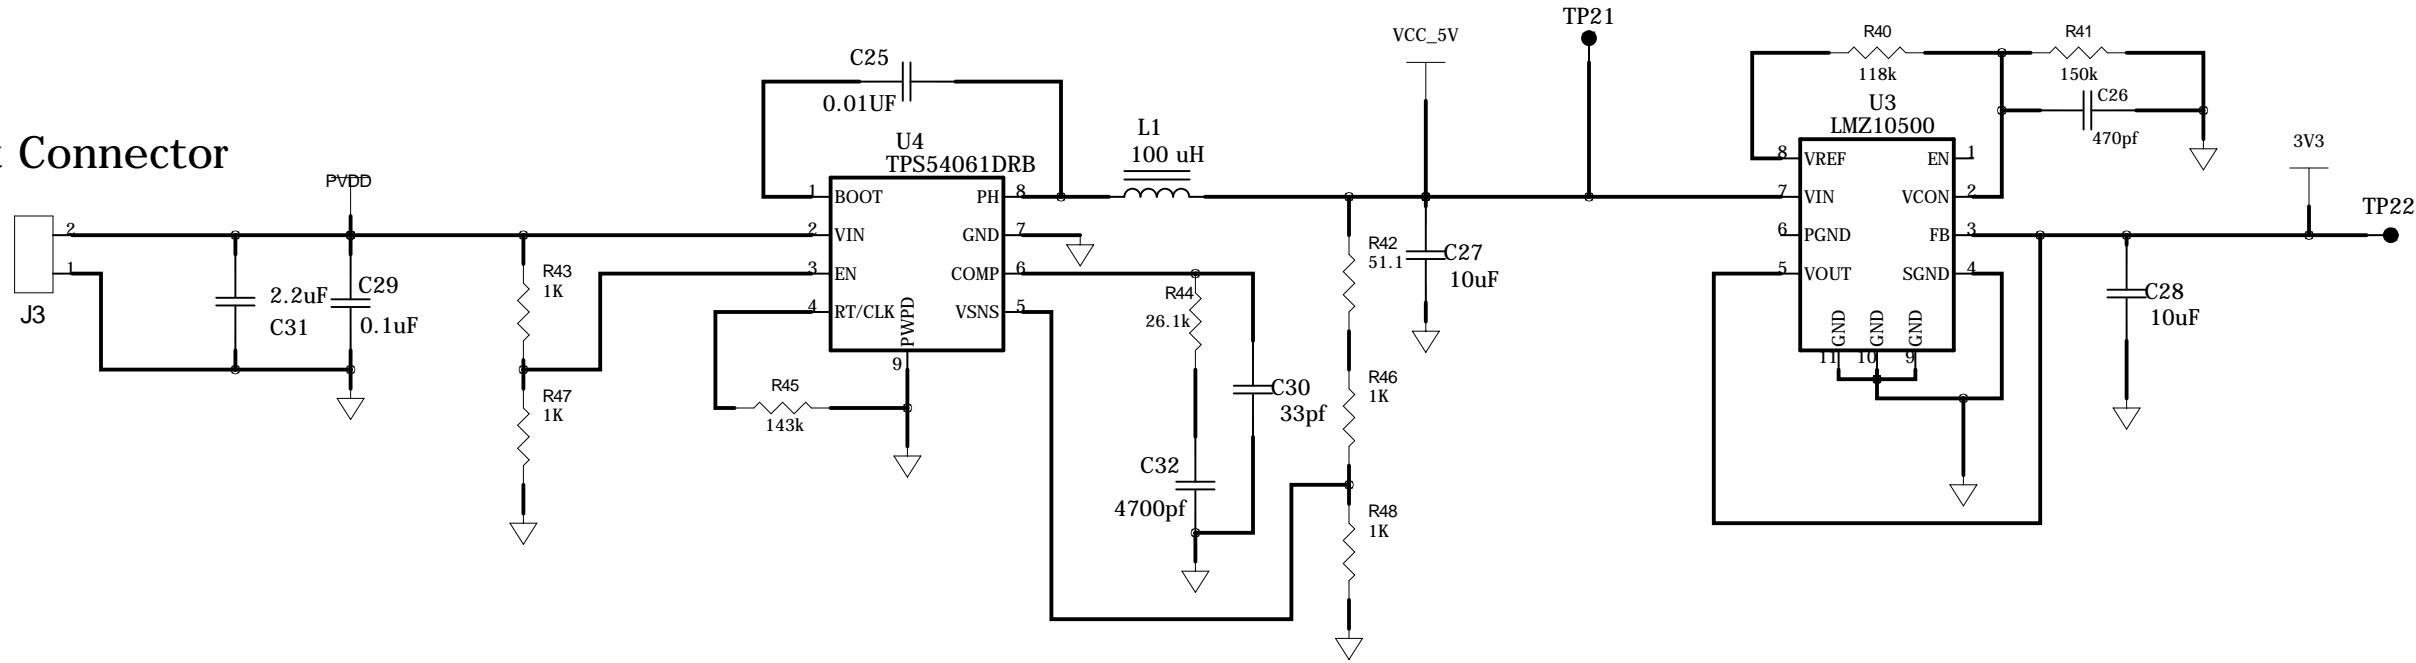 Connector
J3
2
1
PVDD
2.2uF
C31
C29
0.1uF
R43
1K
R47
1K
C25
0.01UF
U4
TPS54061DRB
1
BOOT
2
VIN
3
EN
4
RT/CLK
PWPD
9
PH
8
GND
7
COMP
6
VSNS
5
R45
143k
L1
100 uH
R44
26.1k
C32
4700pf
C30
33pf
R42
51.1
R46
1K
R48
1K
VCC_5V
C27
10uF
TP21
R40
118k
R41
150k
C26
470pf
U3
LMZ10500
8
VREF
7
VIN
6
PGND
5
VOUT
EN
1
VCON
2
FB
3
SGND
4
GND
GND
GND
11
10
9
C28
10uF
3V3
TP22